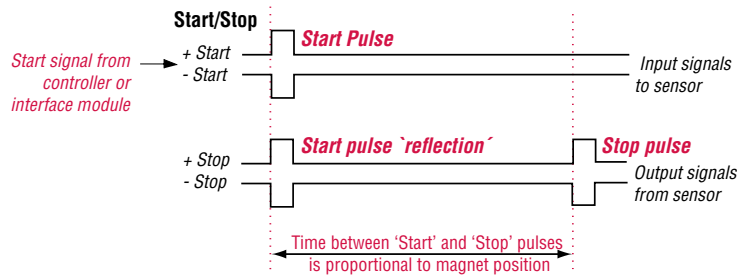 Start/Stop
Start Pulse
+ Start
- Start
Start signal from
controller or
interface module
Input signals
to sensor
Start pulse `reflection´
Stop pulse
+ Stop
- Stop
Output signals
from sensor
Time between ‘Start’ and ‘Stop’ pulses
is proportional to magnet position